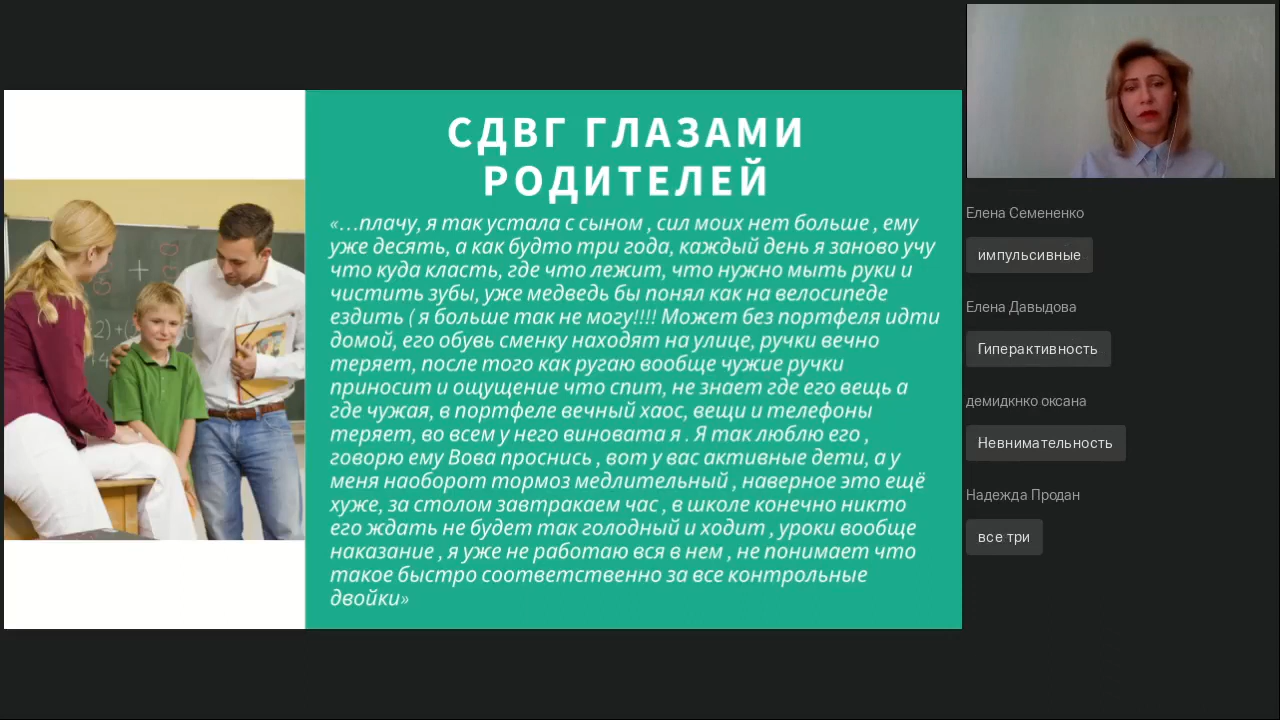 СДВГ ГЛАЗАМИ
РОДИТЕЛЕЙ
«...плачу, я так устала с сыном , сил моих нет больше , ему
уже десять, а как будто три года, каждый день я заново учу
что куда класть, где что лежит, что нужно мыть руки и
чистить зубы, уже медведь бы понял как на велосипеде
ездить ( я больше так не могу!!!! Может без портфеля идти
домой, его обувь сменку находят на улице, ручки вечно
теряет, после того как ругаю вообще чужие ручки
приносит и ощущение что спит, не знает где его вещь а
где чужая, в портфеле вечный хаос, вещи и телефоны
теряет, во всем у него виновата я . Я так люблю его ,
говорю ему Вова проснись , вот у вас активные дети, а у
меня наоборот тормоз медлительный , наверное это ещё
хуже, за столом завтракаем час , в школе конечно никто
его ждать не будет так голодный и ходит , уроки вообще
наказание , я уже не работаю вся в нем , не понимает что
такое быстро соответственно за все контрольные
двойки»
Елена Семененко
импульсивные
Елена Давыдова
Гиперактивность
демидкнко оксана
Невнимательность
Надежда Продан
все три